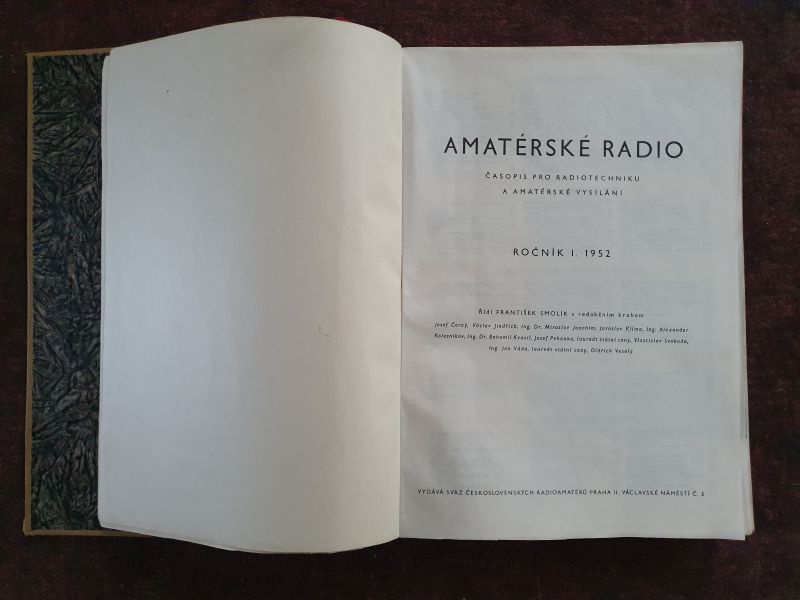 AMATÉRSKÉ RADIO
ČASOPIS PRO RADIOTECHNIKU
A AMATÉRSKÉ VYSÍLÁNÍ
ROČNÍK I. 1952
Řídí FRANTIŠEK SMOLÍK s redakčním kruhem
Josef Černý, Václav Jindřich, Ing. Dr. Miroslav Joachim, Jaroslav Klíma, Ing. Alexander
Kolesnikov, Ing. Dr. Bohumil Kvasil, Josef Pohanka, laureát státní ceny, Vlastislav Svoboda,
Ing. Jan Váňa, laureát státní ceny, Oldřich Veselý
VYDÁVÁ SVAZ ČESKOSLOVENSKÝCH RADIOAMATÉRŮ PRAHA II, VÁCLAVSKÉ NÁMĚSTÍ Č. 3